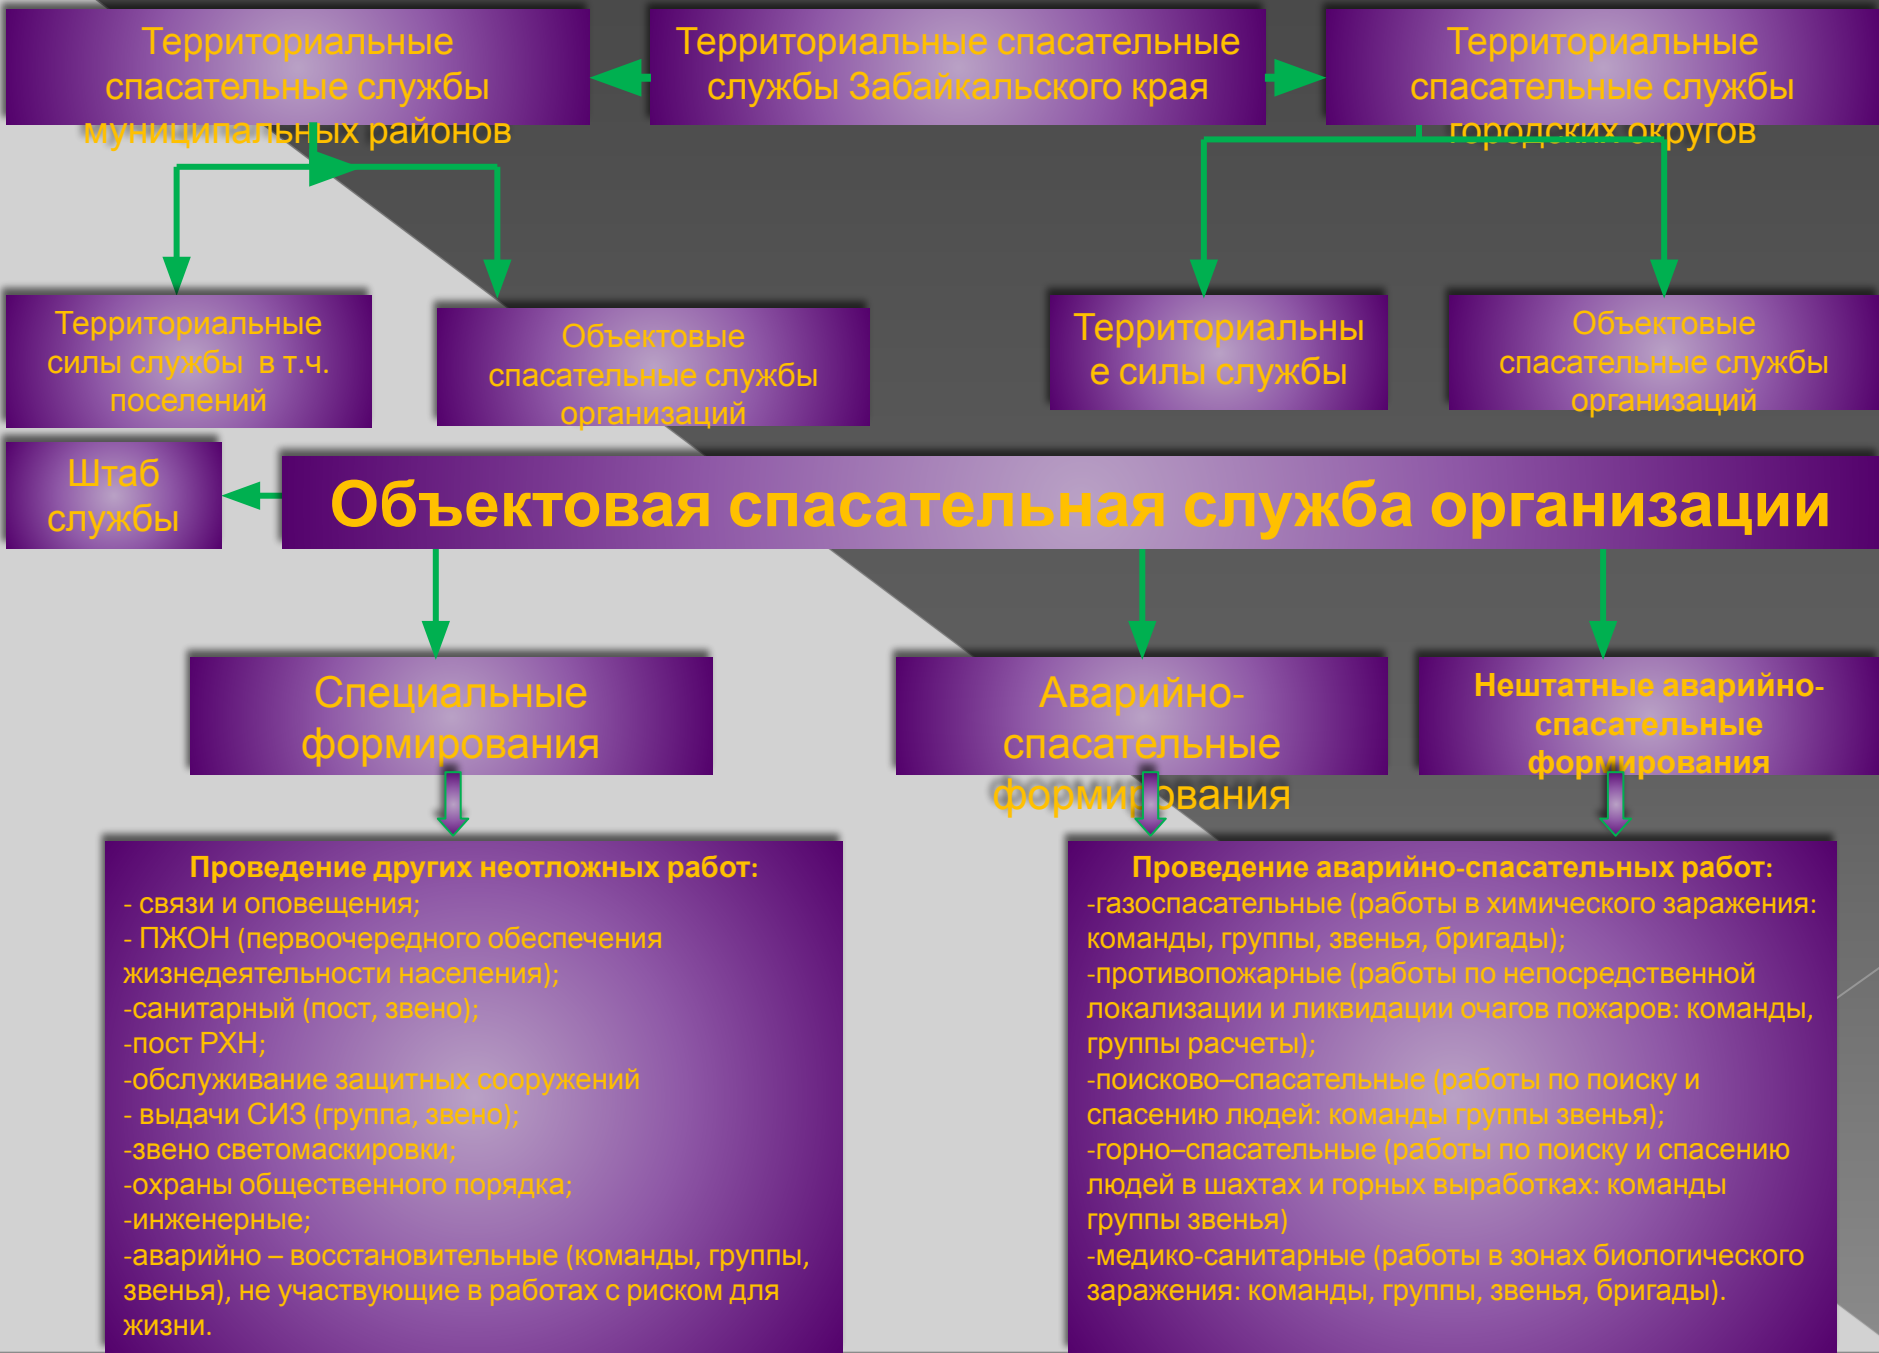 Территориальные
спасательные службы
муниципальных районов
Территориальные спасательные
службы Забайкальского края
Территориальные
спасательные службы
городских округов
Территориальные
силы службы в т.ч.
поселений
Объектовые
спасательные службы
организаций
Территориальны
е силы службы
Объектовые
спасательные службы
организаций
Штаб
службы
Объектовая спасательная служба организации
Специальные
формирования
Аварийно-
спасательные
формирования
Нештатные аварийно-
спасательные
формирования
Проведение других неотложных работ:
- связи и оповещения;
- ПЖОН (первоочередного обеспечения
жизнедеятельности населения);
-санитарный (пост, звено);
-пост РХН;
-обслуживание защитных сооружений
- выдачи СИЗ (группа, звено);
-звено светомаскировки;
-охраны общественного порядка;
-инженерные;
-аварийно – восстановительные (команды, группы,
звенья), не участвующие в работах с риском для
жизни.
Проведение аварийно-спасательных работ:
-газоспасательные (работы в химического заражения:
команды, группы, звенья, бригады);
-противопожарные (работы по непосредственной
локализации и ликвидации очагов пожаров: команды,
группы расчеты);
-поисково–спасательные (работы по поиску и
спасению людей: команды группы звенья);
-горно–спасательные (работы по поиску и спасению
людей в шахтах и горных выработках: команды
группы звенья)
-медико-санитарные (работы в зонах биологического
заражения: команды, группы, звенья, бригады).